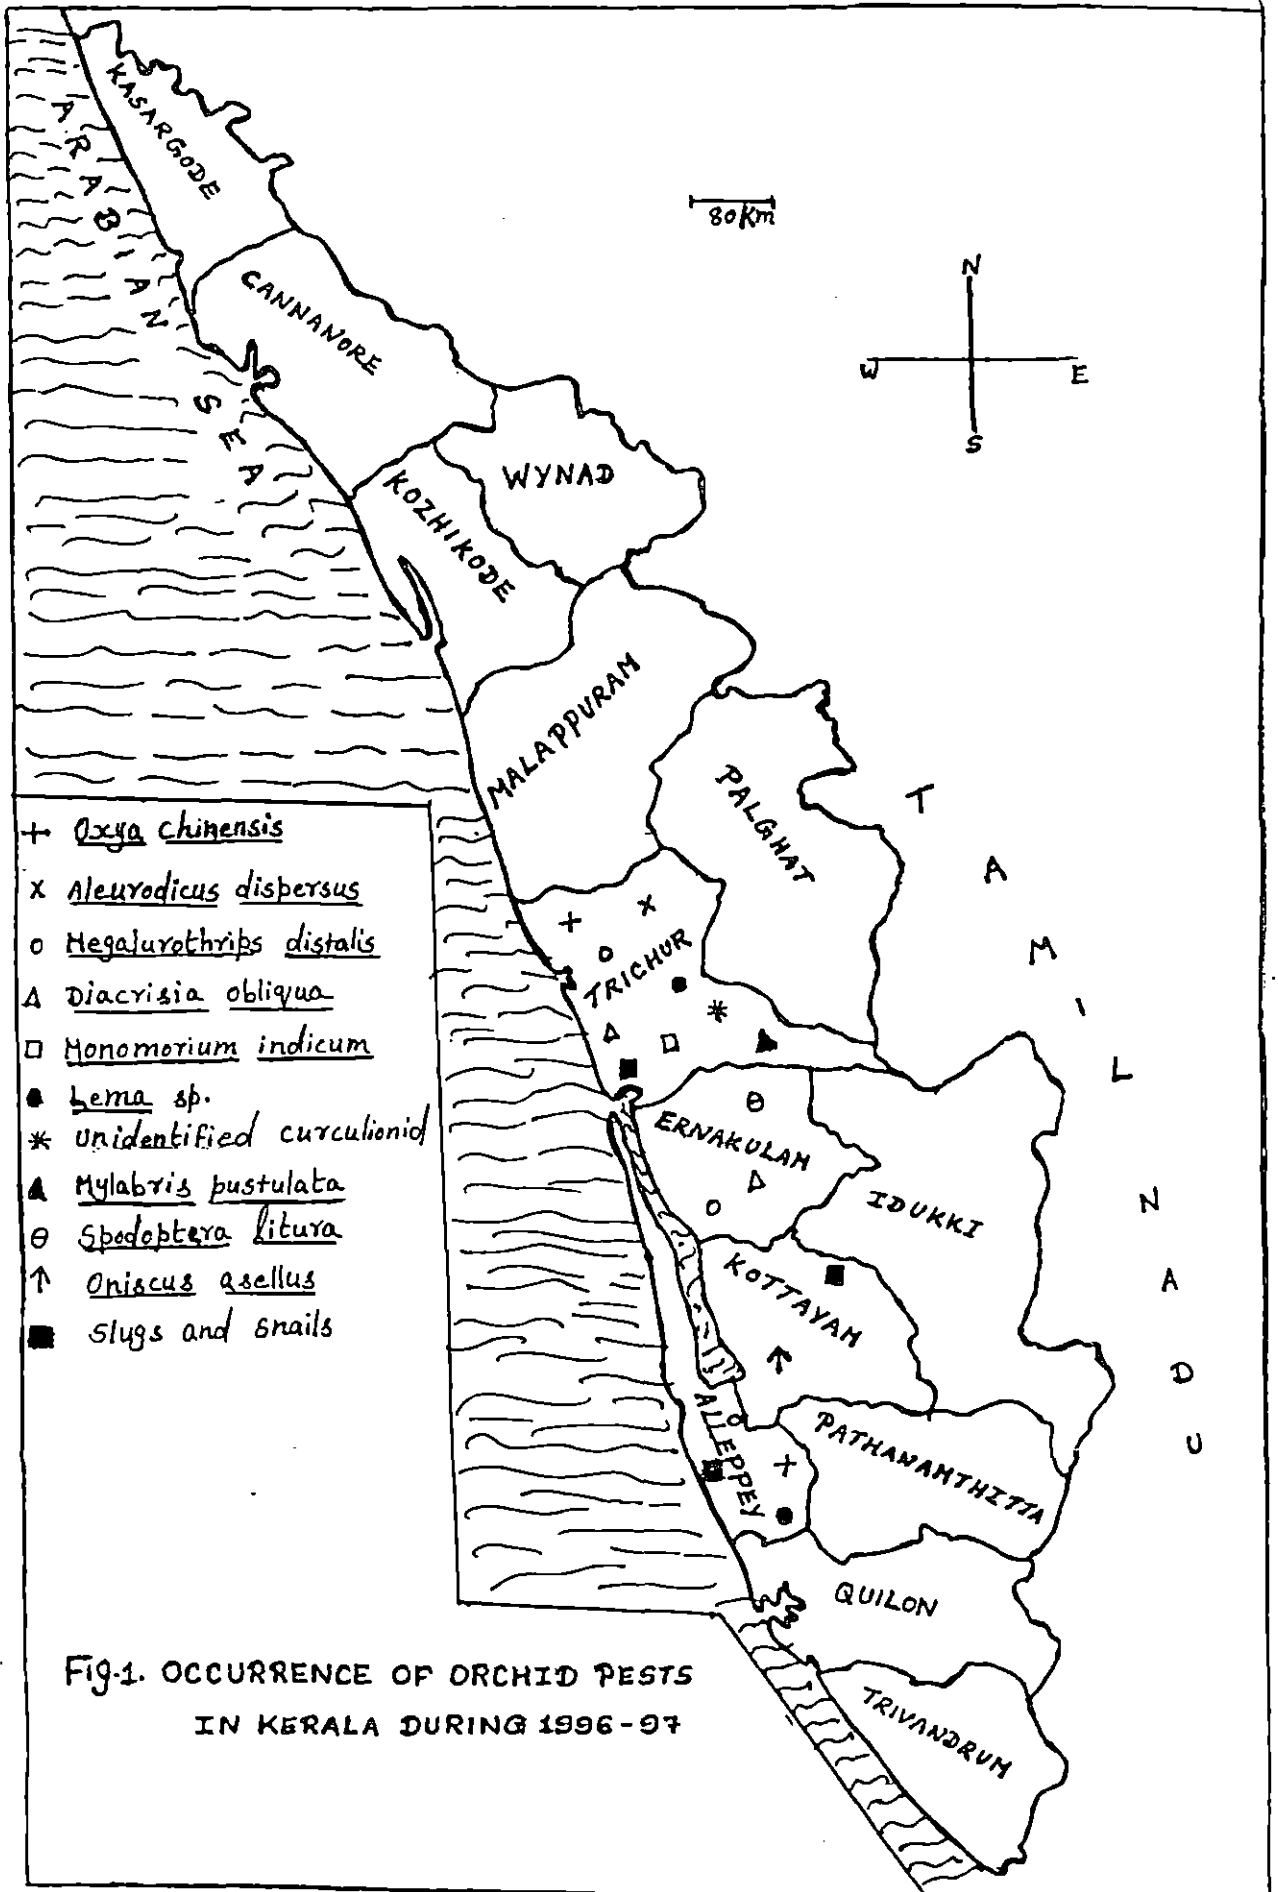 KASARGODE
ARABIAN SEA
80 Km
N
W
E
S
CANNANORE
WYNAD
KOZHIKODE
MALAPPURAM
PALGHAT
TAMIL NADU
+ Oxya chinensis
x Aleurodicus dispersus
o Megalurothrips distalis
Δ Diacrisia obliqua
□ Monomorium indicum
● Lema sp.
✳ Unidentified curculionid
▲ Mylabris pustulata
⊖ Spodoptera litura
↑ Oniscus asellus
■ Slugs and snails
TRICHUR
ERNAKULAM
IDUKKI
KOTTAYAM
ALLEPPEY
PATHANAMTHITTA
QUILON
TRIVANDRUM
Fig.1. OCCURRENCE OF ORCHID PESTS
IN KERALA DURING 1996-97